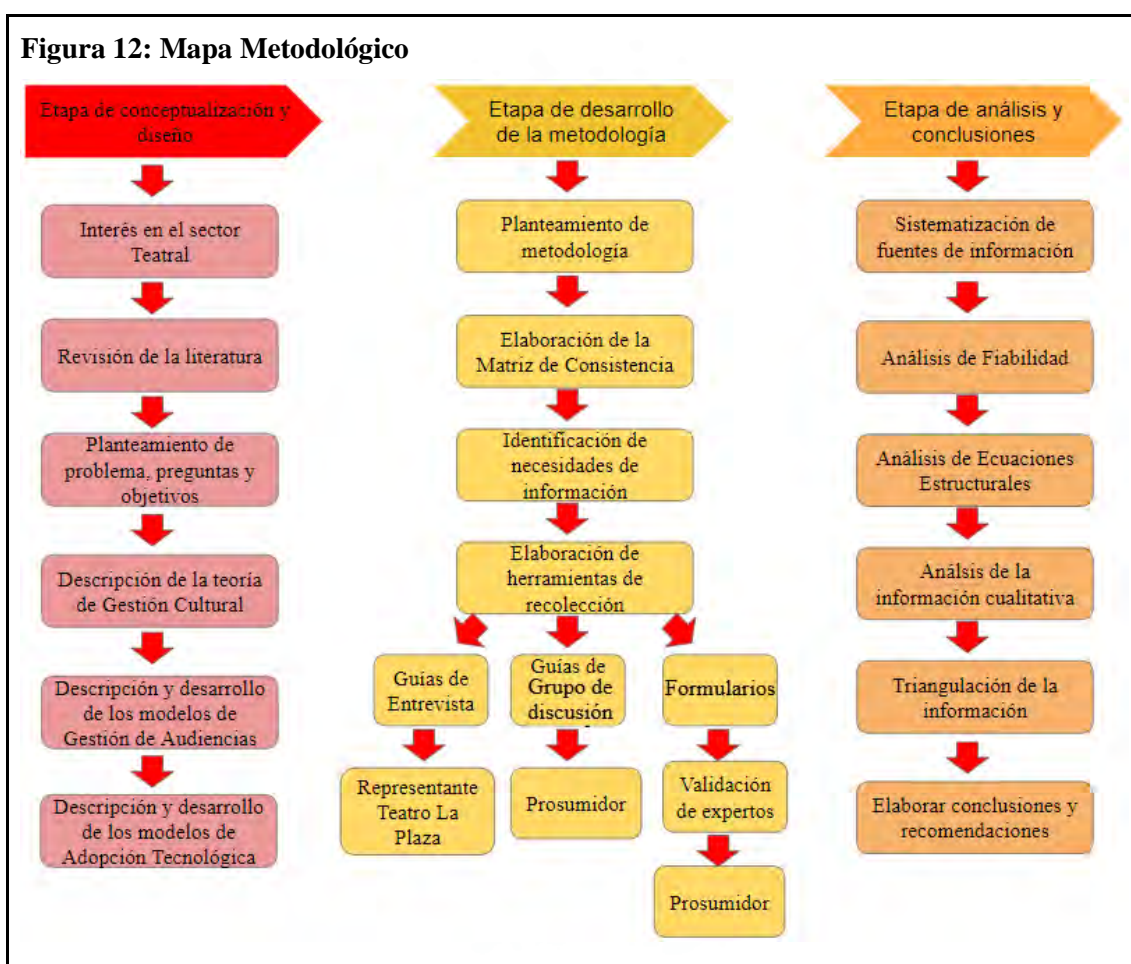 Figura 12: Mapa Metodológico
Etapa de conceptualización y
diseño
Interés en el sector
Teatral
Revisión de la literatura
Planteamiento de
problema, preguntas y
objetivos
Descripción de la teoría
de Gestión Cultural
Descripción y desarrollo
de los modelos de
Gestión de Audiencias
Descripción y desarrollo
de los modelos de
Adopción Tecnológica
Etapa de desarrollo
de la metodología
Planteamiento de
metodología
Elaboración de la
Matriz de Consistencia
Identificación de
necesidades de
información
Elaboración de
herramientas de
recolección
Guías de
Entrevista
Representante
Teatro La
Plaza
Guías de
Grupo de
discusión
Prosumidor
Formularios
Validación
de expertos
Prosumidor
Etapa de análisis y
conclusiones
Sistematización de
fuentes de información
Análisis de Fiabilidad
Análisis de Ecuaciones
Estructurales
Análsis de la
información cualitativa
Triangulación de la
información
Elaborar conclusiones y
recomendaciones